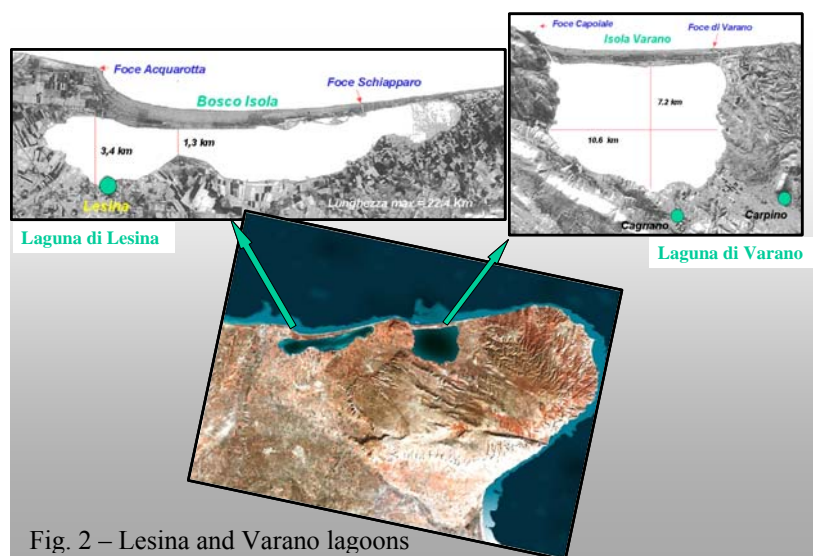 Foce Capoiale
Isola Varano
Foce di Varano
7.2 km
10.6 km
Cagnano
Carpino
Laguna di Varano
Foce Acquarotta
Bosco Isola
Foce Schiapparo
3,4 km
1,3 km
Lesina
Lunghezza max = 22,4 Km
Laguna di Lesina
Fig. 2 – Lesina and Varano lagoons